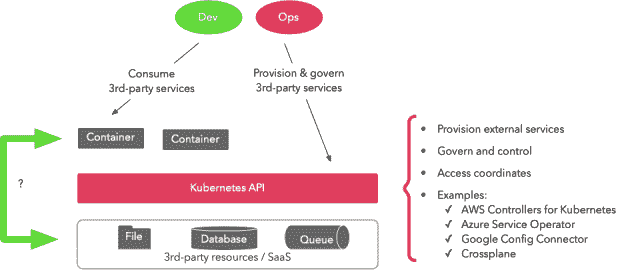 Dev
Ops
Consume
3rd-party services
Provision & govern
3rd-party services
Container
Container
?
Kubernetes API
File
Database
Queue
3rd-party resources / SaaS
• Provision external services
• Govern and control
• Access coordinates
• Examples:
✓ AWS Controllers for Kubernetes
✓ Azure Service Operator
✓ Google Config Connector
✓ Crossplane